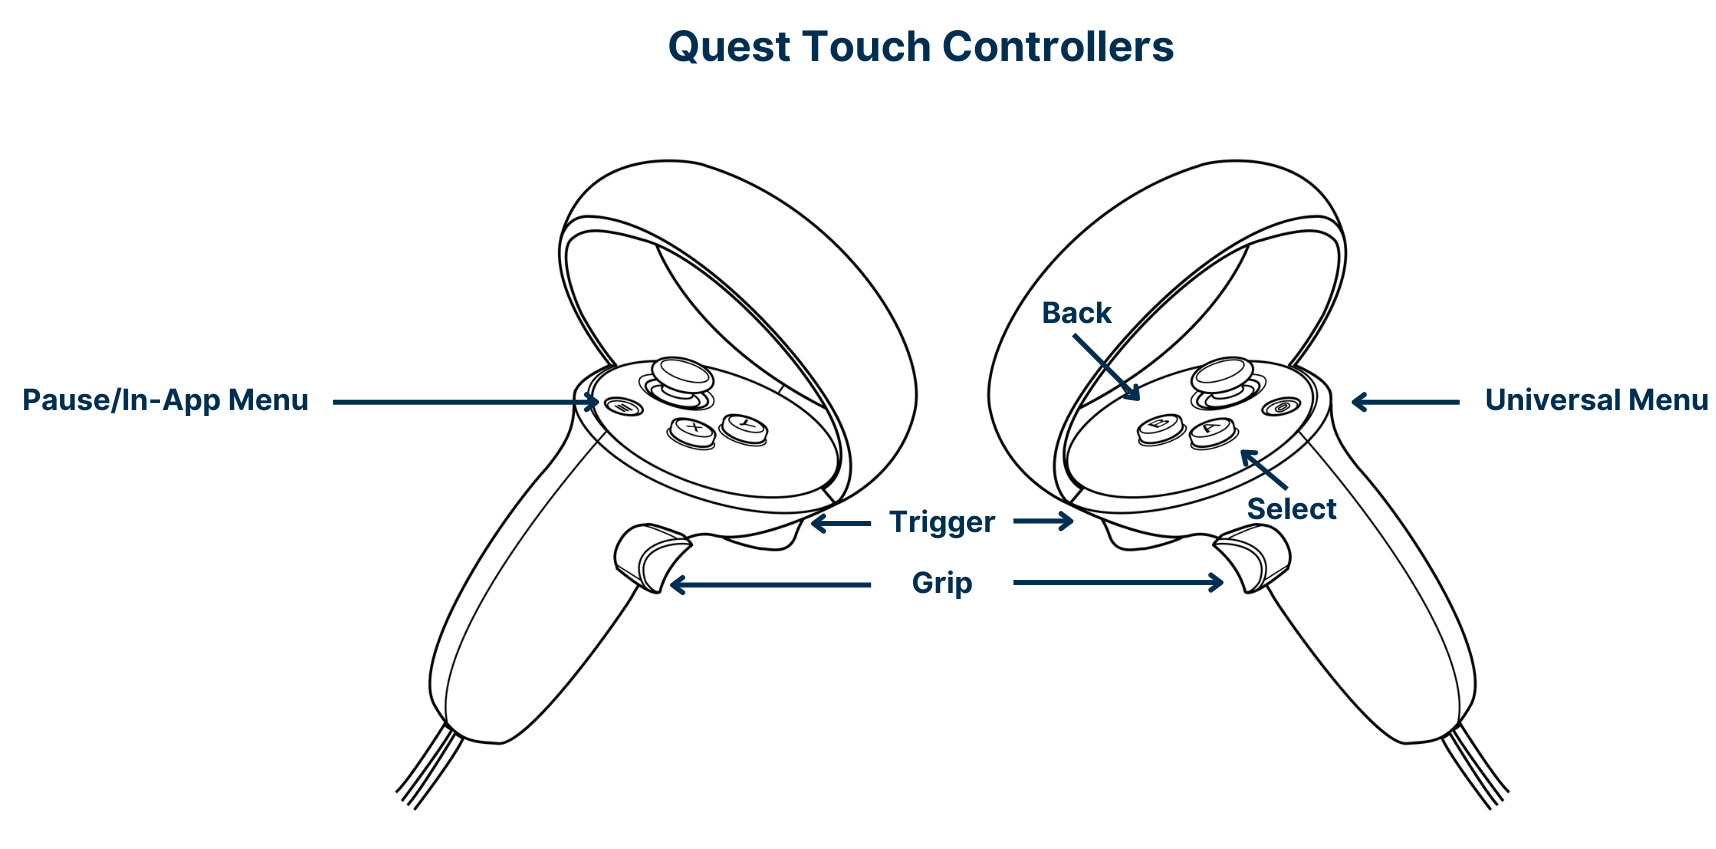 Quest Touch Controllers
Back
Pause/In-App Menu
Universal Menu
X
Y
B
A
Select
Trigger
Grip